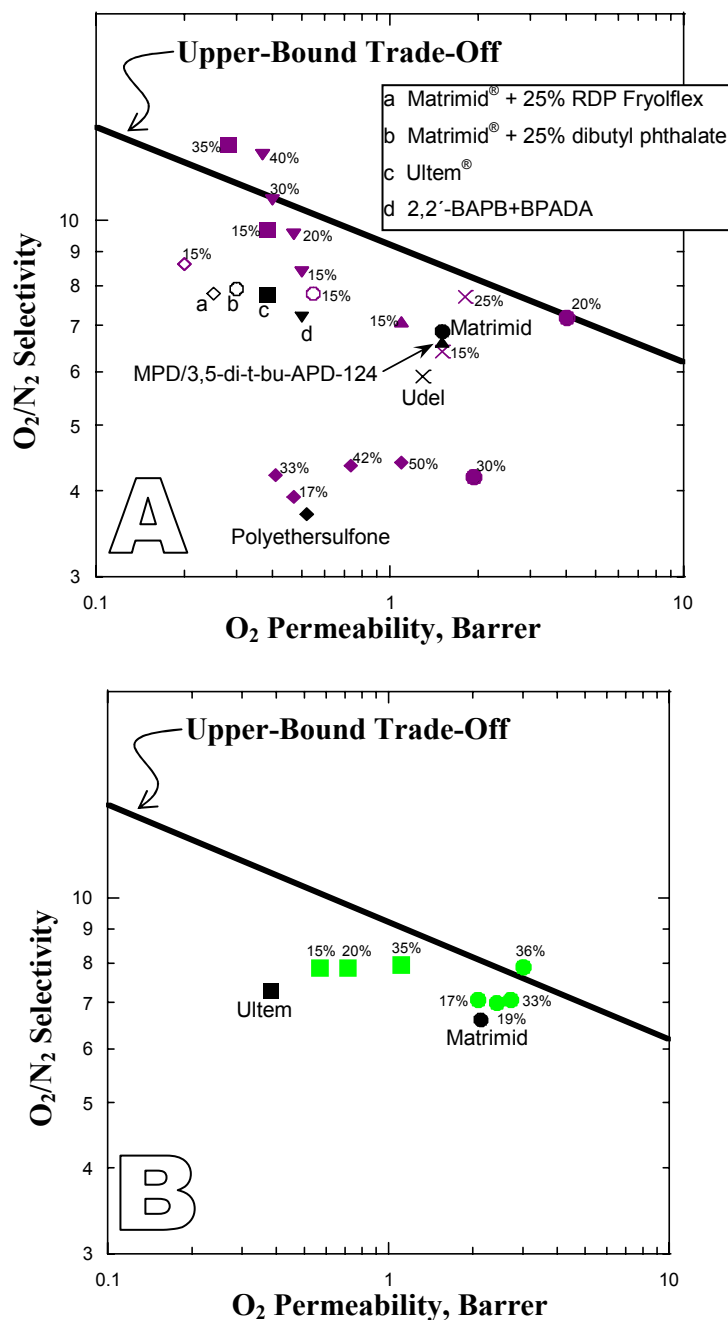 Upper-Bound Trade-Off
a Matrimid® + 25% RDP Fryolflex
b Matrimid® + 25% dibutyl phthalate
c Ultem®
d 2,2´-BAPB+BPADA
35%
40%
30%
10
15%
20%
9
15%
8
15%
15%
25%
20%
a
b
c
7
d
15%
Matrimid
6
MPD/3,5-di-t-bu-APD-124
15%
Udel
5
33%
42%
50%
30%
4
17%
Polyethersulfone
3
A
O2/N2 Selectivity
0.1
1
10
O2 Permeability, Barrer
Upper-Bound Trade-Off
10
9
8
15%
20%
35%
36%
7
Ultem
17%
19%
33%
6
Matrimid
5
4
3
B
O2/N2 Selectivity
0.1
1
10
O2 Permeability, Barrer